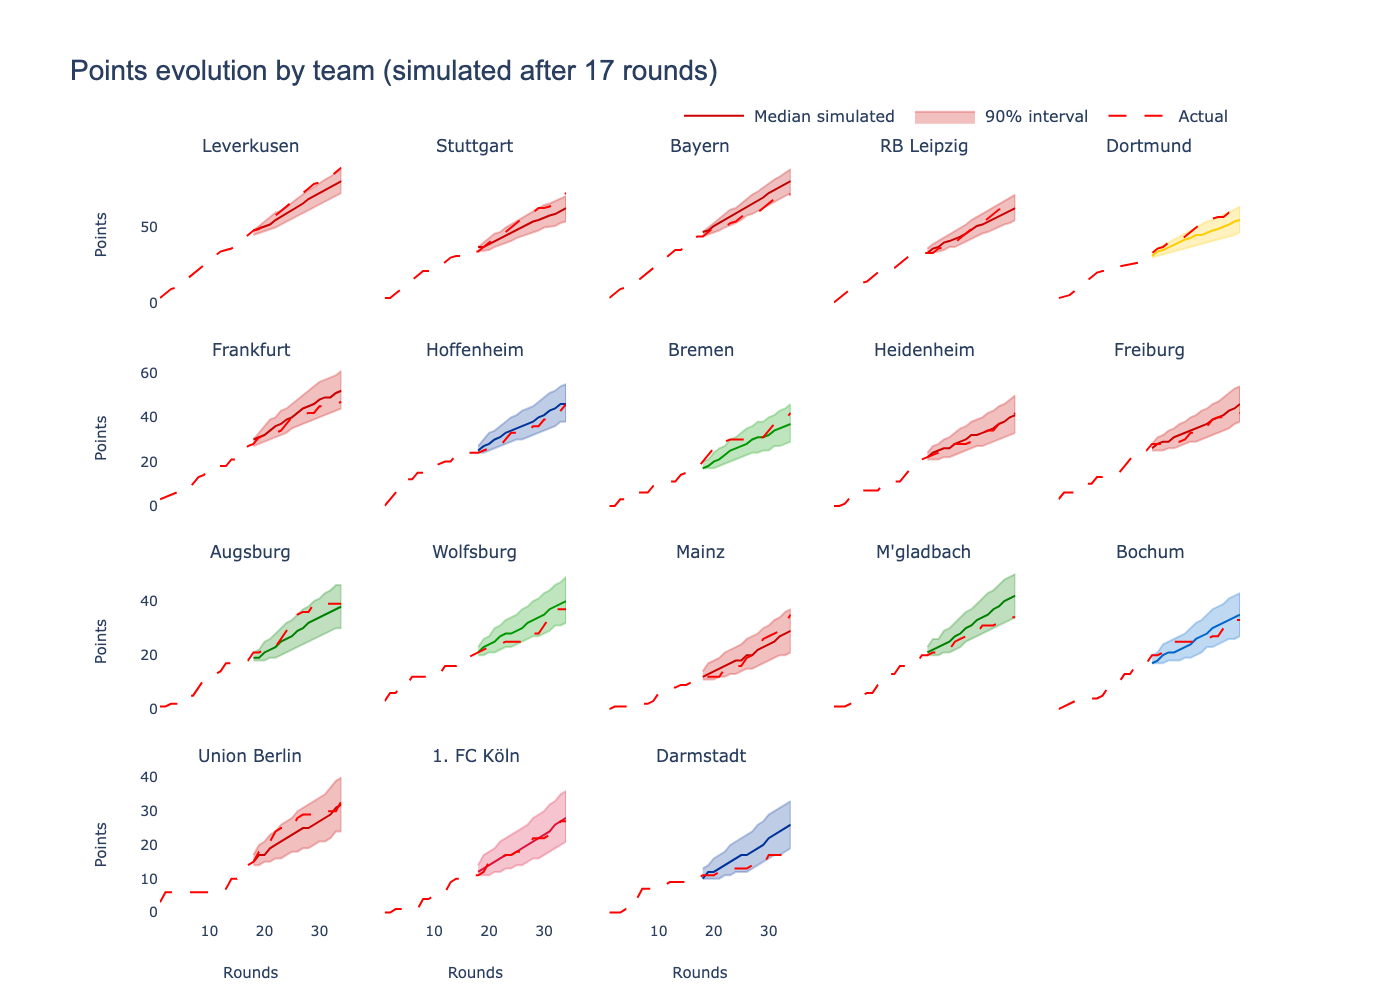 Points evolution by team (simulated after 17 rounds)
Median simulated 90% interval Actual
Leverkusen Stuttgart Bayern RB Leipzig Dortmund
Points
50
0
Frankfurt Hoffenheim Bremen Heidenheim Freiburg
Points
60
40
20
0
Augsburg Wolfsburg Mainz M'gladbach Bochum
Points
40
20
0
Union Berlin 1. FC Köln Darmstadt
Points
40
30
20
10
0
10 20 30 10 20 30 10 20 30
Rounds Rounds Rounds